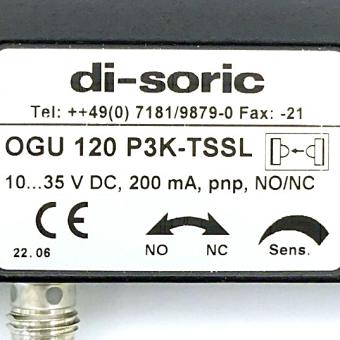 di-soric
Tel: ++49(0) 7181/9879-0 Fax: -21
OGU 120 P3K-TSSL
10...35 V DC, 200 mA, pnp, NO/NC
CE
22.06 NO NC Sens.